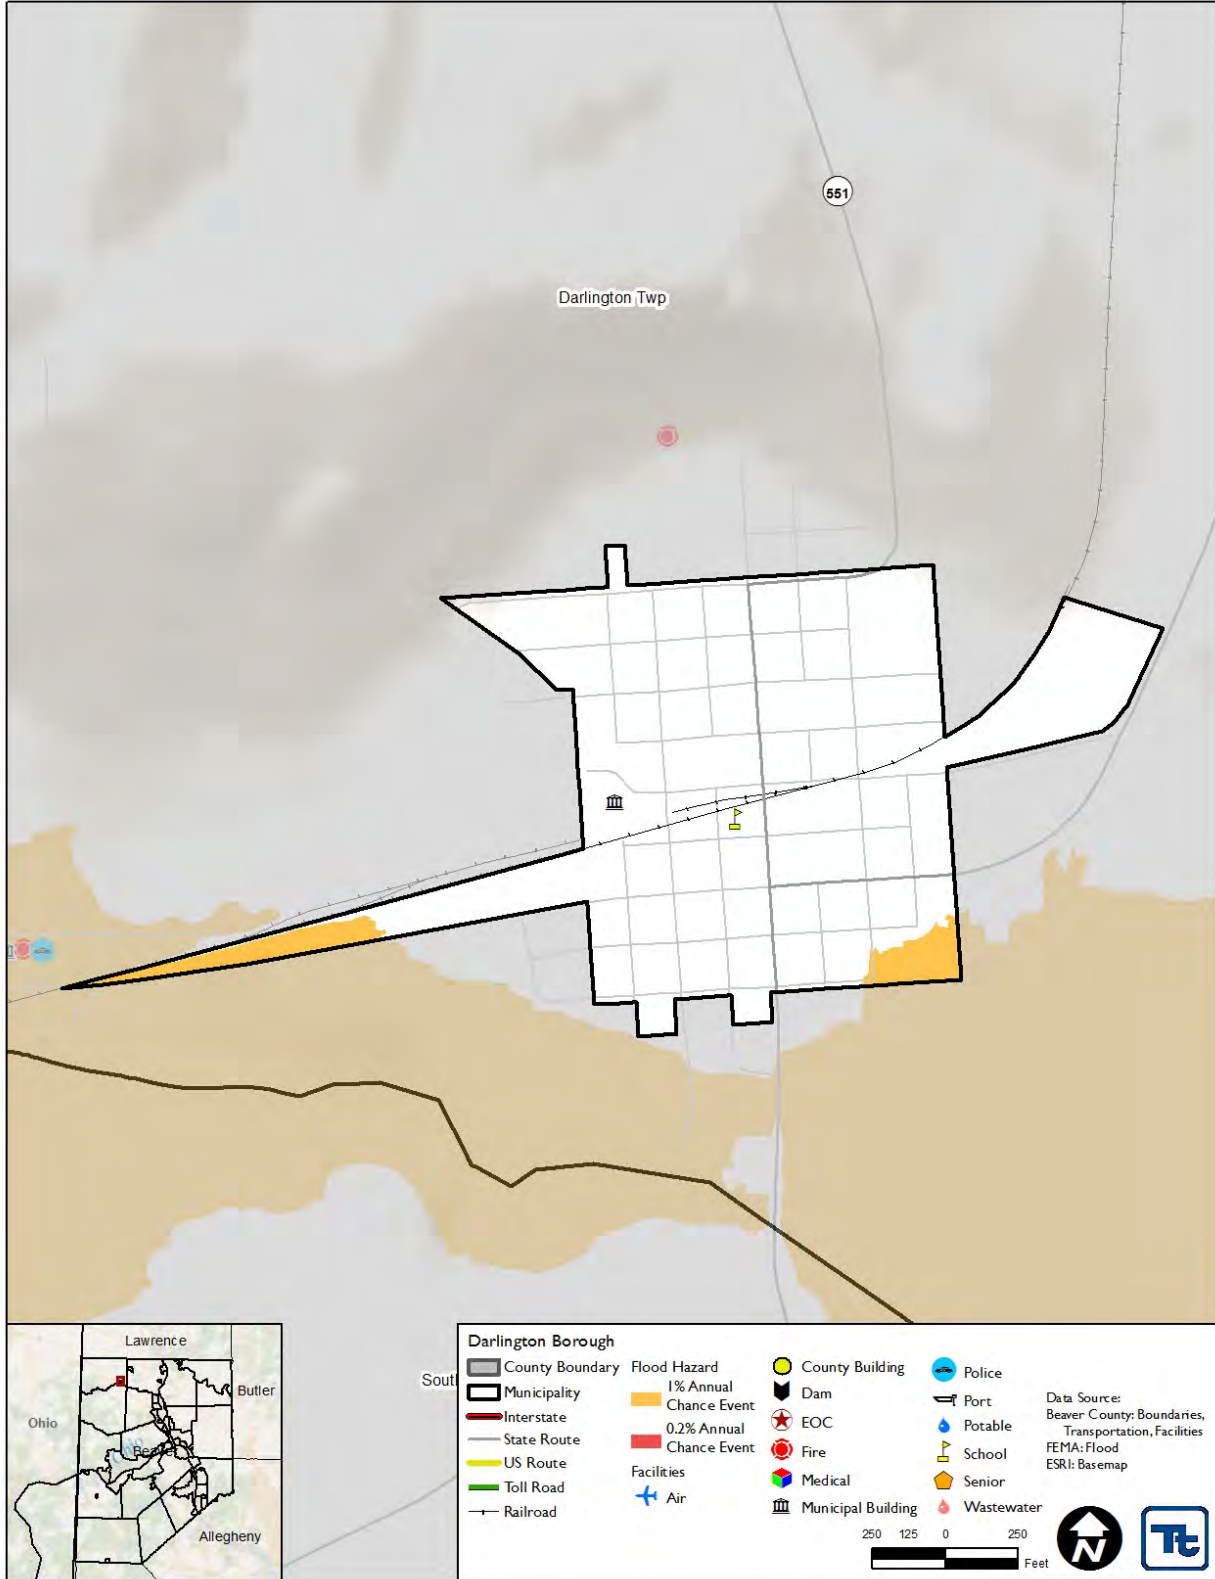 551
Darlington Twp
Lawrence
Butler
Ohio
Ohio
Beaver
Allegheny
Darlington Borough
County Boundary
Municipality
Interstate
State Route
US Route
Toll Road
Railroad
Flood Hazard
1% Annual
Chance Event
0.2% Annual
Chance Event
Facilities
Air
County Building
Dam
EOC
Fire
Medical
Municipal Building
Police
Port
Potable
School
Senior
Wastewater
Data Source:
Beaver County: Boundaries,
Transportation, Facilities
FEMA: Flood
ESRI: Basemap
250 125 0 250
Feet
N
Tt